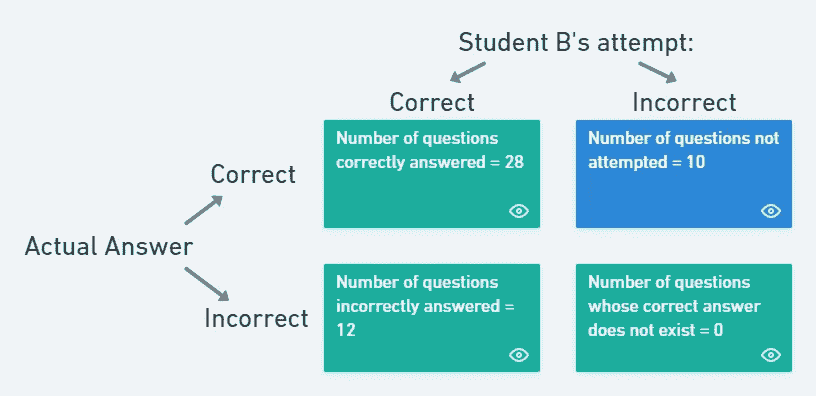 Student B's attempt:
Correct
Incorrect
Number of questions
correctly answered = 28
Number of questions not
attempted = 10
Correct
Actual Answer
Incorrect
Number of questions
incorrectly answered =
12
Number of questions
whose correct answer
does not exist = 0